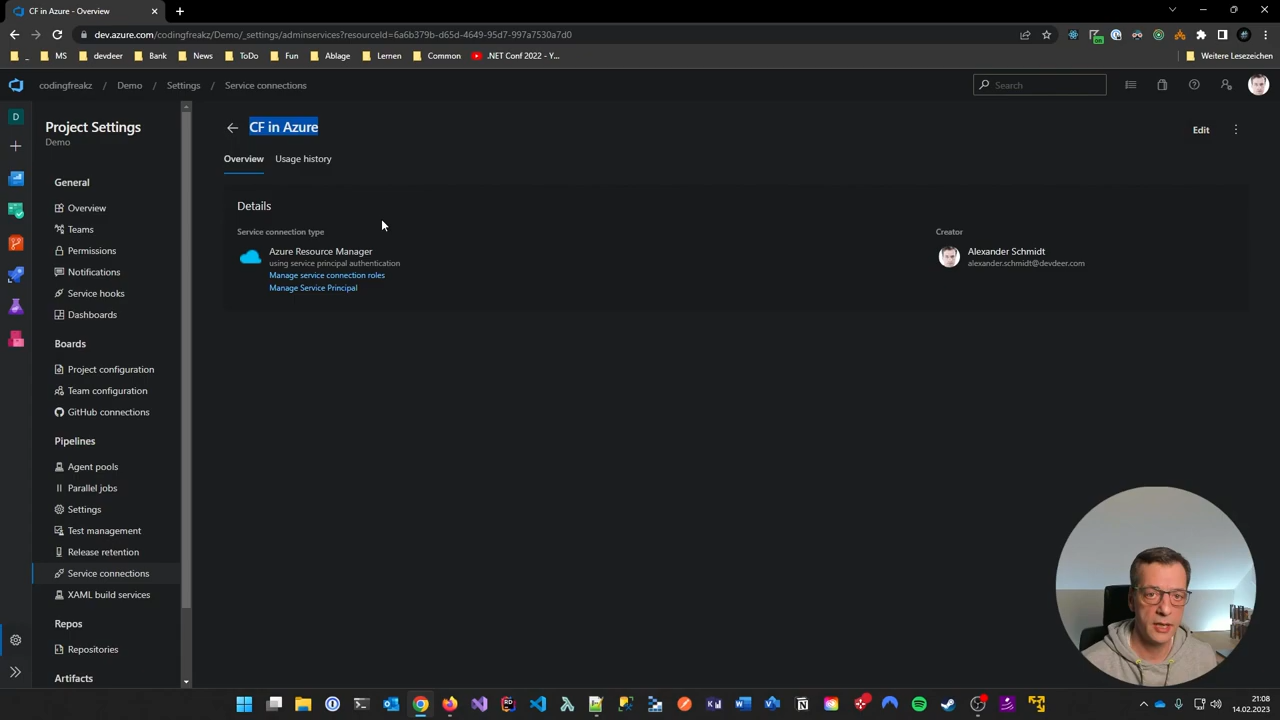 CF in Azure - Overview
dev.azure.com/codingfreakz/Demo/_settings/adminservices?resourceId=6a6b379b-d65d-4649-95d7-997a7530a7d0
_
MS
devdeer
Bank
News
ToDo
Fun
Ablage
Lernen
Common
.NET Conf 2022 - Y...
Weitere Lesezeichen
codingfreakz / Demo / Settings / Service connections
Search
D
Project Settings
Demo
General
Overview
Teams
Permissions
Notifications
Service hooks
Dashboards
Boards
Project configuration
Team configuration
GitHub connections
Pipelines
Agent pools
Parallel jobs
Settings
Test management
Release retention
Service connections
XAML build services
Repos
Repositories
Artifacts
CF in Azure
Edit
Overview
Usage history
Details
Service connection type
Azure Resource Manager
using service principal authentication
Manage service connection roles
Manage Service Principal
Creator
Alexander Schmidt
alexander.schmidt@devdeer.com
21:08
14.02.2023